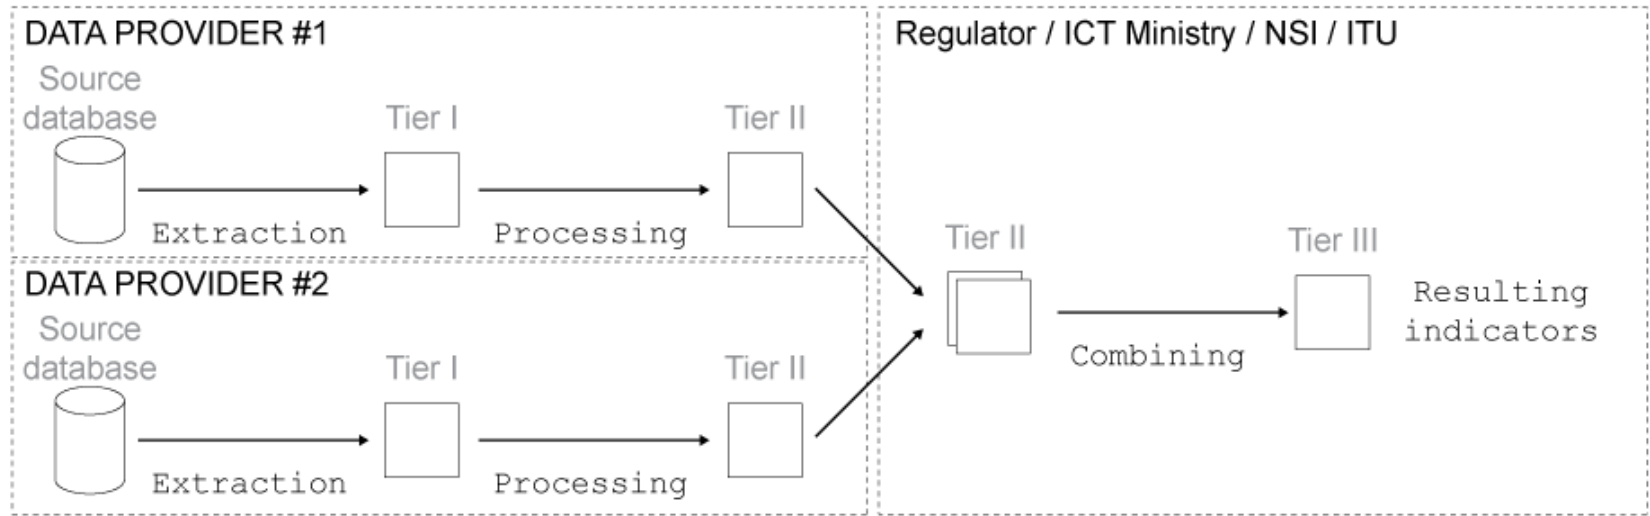 DATA PROVIDER #1
Source
database
Tier I
Tier II
Extraction
Processing
DATA PROVIDER #2
Source
database
Tier I
Tier II
Extraction
Processing
Regulator / ICT Ministry / NSI / ITU
Tier II
Tier III
Combining
Resulting
indicators